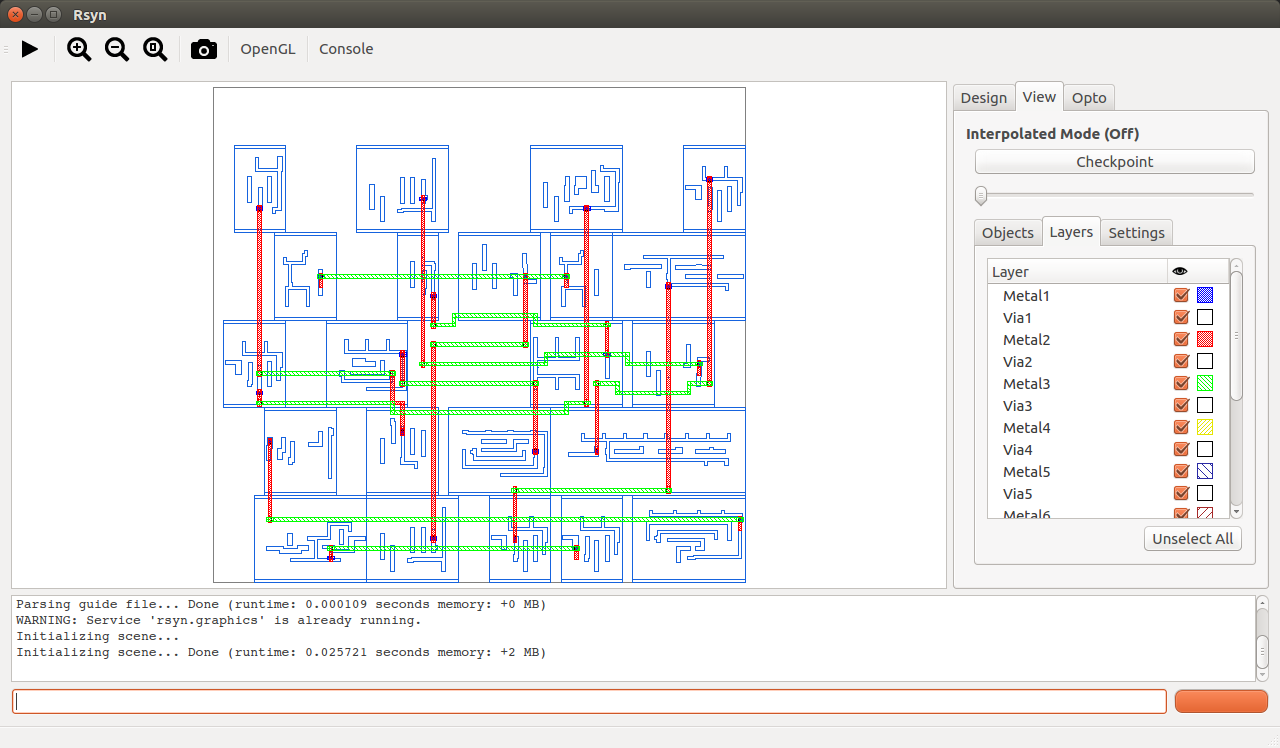 Rsyn
OpenGL Console
Design View Opto
Interpolated Mode (Off)
Checkpoint
Objects Layers Settings
Layer
Metal1
Via1
Metal2
Via2
Metal3
Via3
Metal4
Via4
Metal5
Via5
Metal6
Unselect All
Parsing guide file... Done (runtime: 0.000109 seconds memory: +0 MB)
WARNING: Service 'rsyn.graphics' is already running.
Initializing scene...
Initializing scene... Done (runtime: 0.025721 seconds memory: +2 MB)